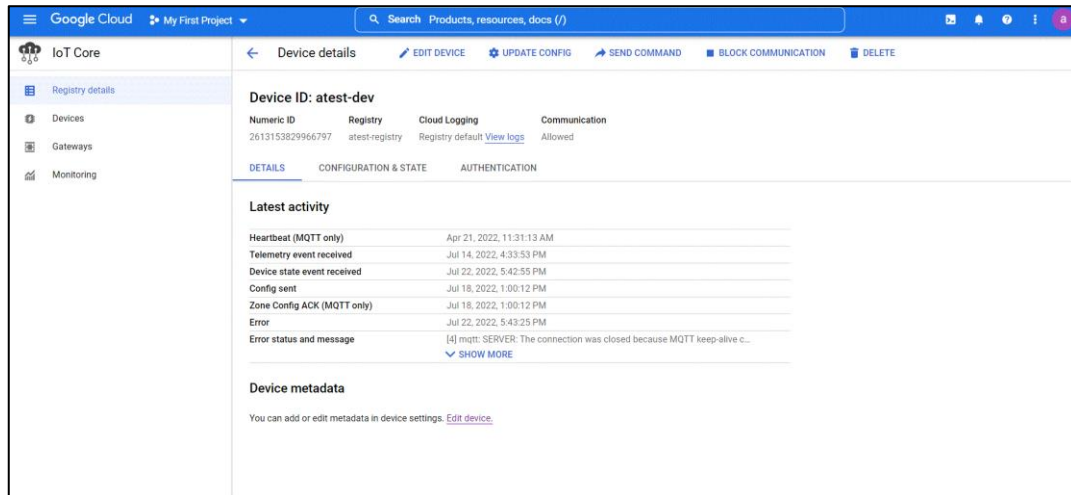 Google Cloud My First Project Search Products, resources, docs (/) a
IoT Core
Registry details
Devices
Gateways
Monitoring
Device details EDIT DEVICE UPDATE CONFIG SEND COMMAND BLOCK COMMUNICATION DELETE
Device ID: atest-dev
Numeric ID Registry Cloud Logging Communication
2613153829966797 atest-registry Registry default View logs Allowed
DETAILS CONFIGURATION & STATE AUTHENTICATION
Latest activity
Heartbeat (MQTT only) Apr 21, 2022, 11:31:13 AM
Telemetry event received Jul 14, 2022, 4:33:53 PM
Device state event received Jul 22, 2022, 5:42:55 PM
Config sent Jul 18, 2022, 1:00:12 PM
Zone Config ACK (MQTT only) Jul 18, 2022, 1:00:12 PM
Error Jul 22, 2022, 5:43:25 PM
Error status and message [4] mqtt: SERVER: The connection was closed because MQTT keep-alive c...
SHOW MORE
Device metadata
You can add or edit metadata in device settings. Edit device.